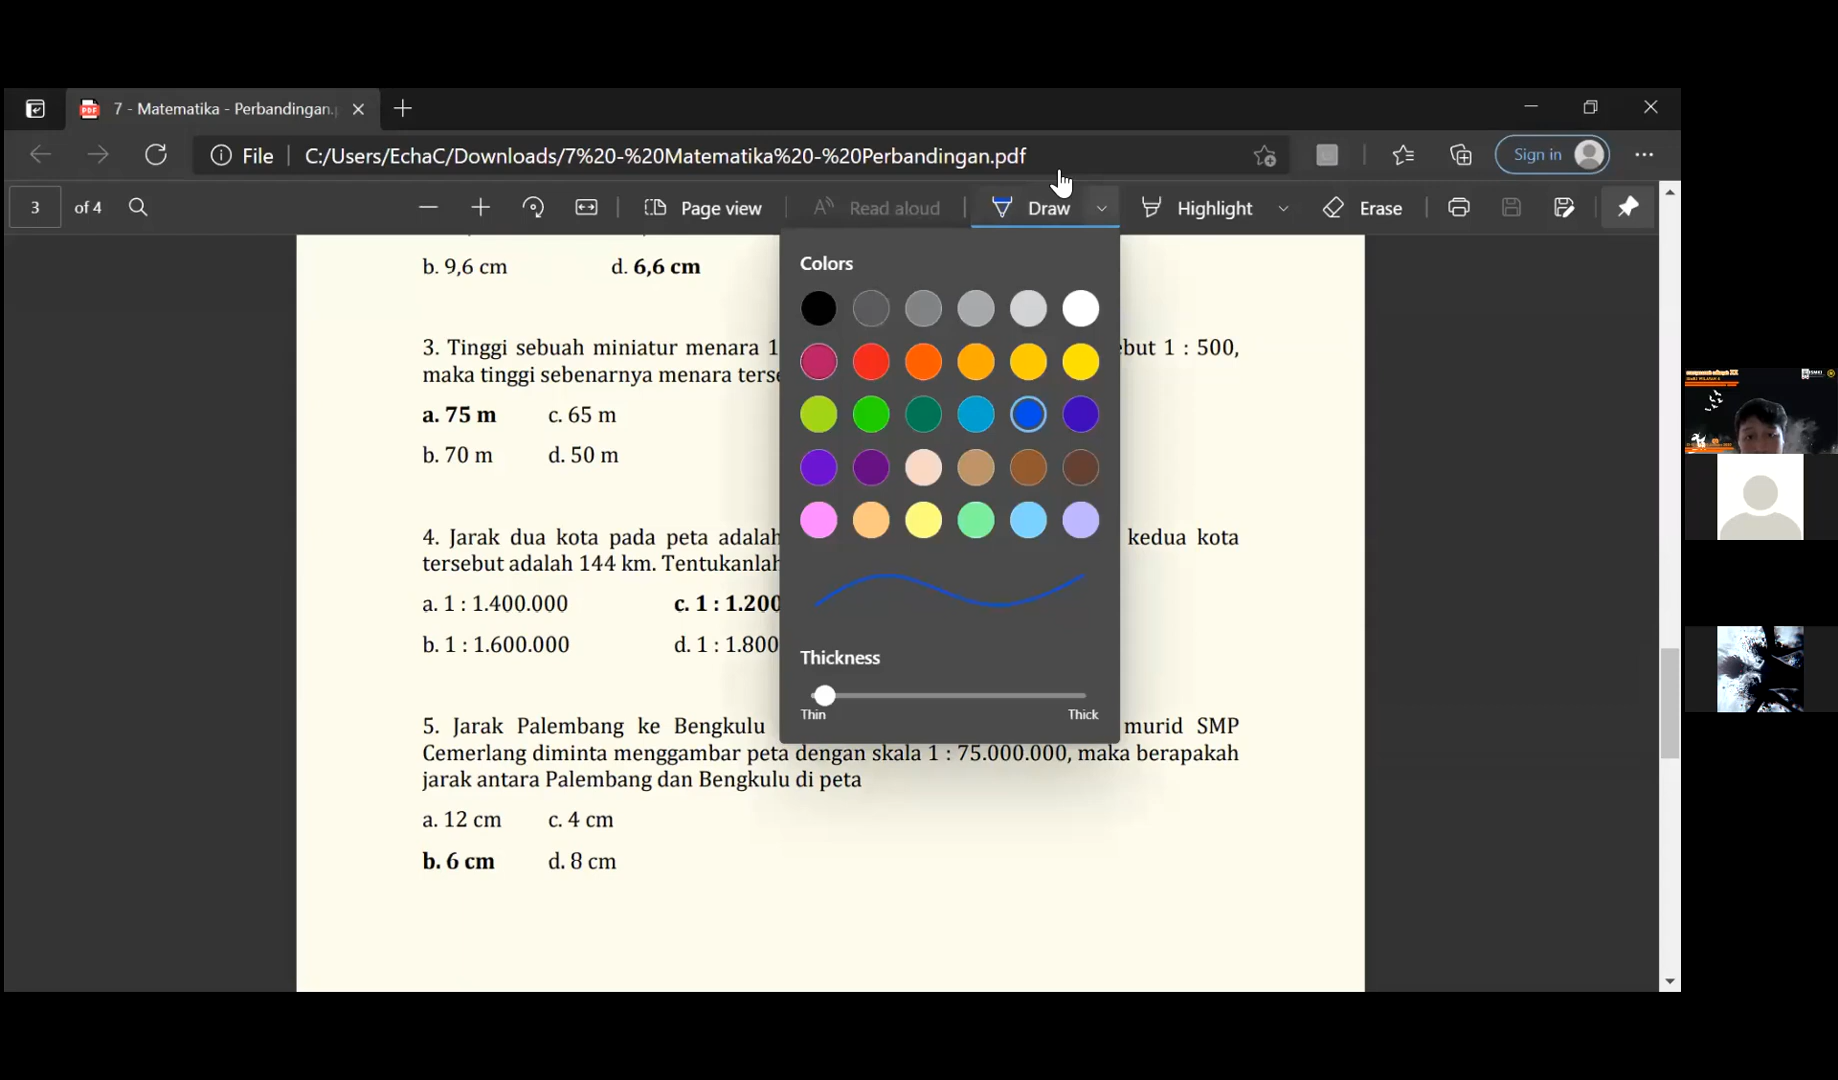 7 - Matematika - Perbandingan.
File
C:/Users/EchaC/Downloads/7%20-%20Matematika%20-%20Perbandingan.pdf
Sign in
3
of 4
Page view
Read aloud
Draw
Highlight
Erase
Colors
Thickness
Thin
Thick
b. 9,6 cm d. 6,6 cm
3. Tinggi sebuah miniatur menara 1 but 1 : 500,
maka tinggi sebenarnya menara terse
a. 75 m c. 65 m
b. 70 m d. 50 m
4. Jarak dua kota pada peta adalah kedua kota
tersebut adalah 144 km. Tentukanlah
a. 1 : 1.400.000 c. 1 : 1.200
b. 1 : 1.600.000 d. 1 : 1.800
5. Jarak Palembang ke Bengkulu murid SMP
Cemerlang diminta menggambar peta dengan skala 1 : 75.000.000, maka berapakah
jarak antara Palembang dan Bengkulu di peta
a. 12 cm c. 4 cm
b. 6 cm d. 8 cm